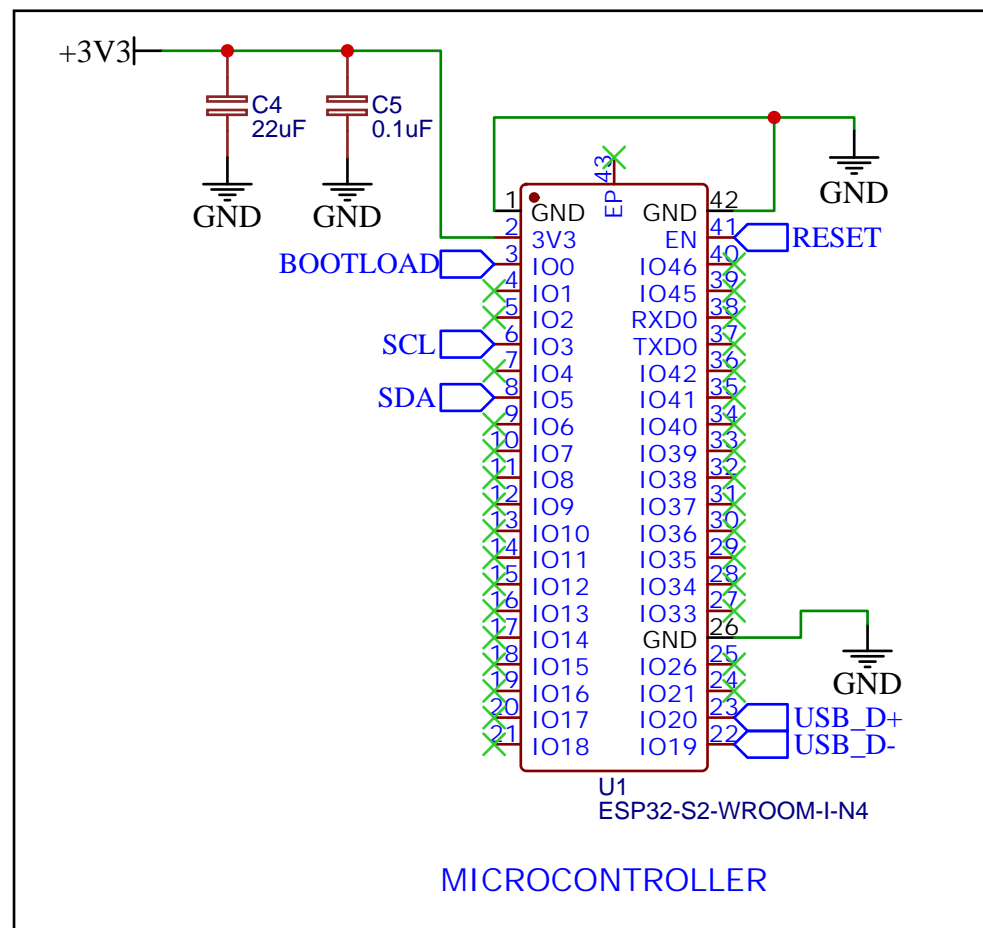 +3V3
C4
22uF
C5
0.1uF
GND
GND
GND
43
EP
1 GND
2 3V3
BOOTLOAD 3 IO0
4 IO1
5 IO2
SCL 6 IO3
7 IO4
SDA 8 IO5
9 IO6
10 IO7
11 IO8
12 IO9
13 IO10
14 IO11
15 IO12
16 IO13
17 IO14
18 IO15
19 IO16
20 IO17
21 IO18
GND 42
EN 41 RESET
IO46 40
IO45 39
RXD0 38
TXD0 37
IO42 36
IO41 35
IO40 34
IO39 33
IO38 32
IO37 31
IO36 30
IO35 29
IO34 28
IO33 27
GND 26
GND
IO26 25
IO21 24
IO20 23 USB_D+
IO19 22 USB_D-
U1
ESP32-S2-WROOM-I-N4
MICROCONTROLLER